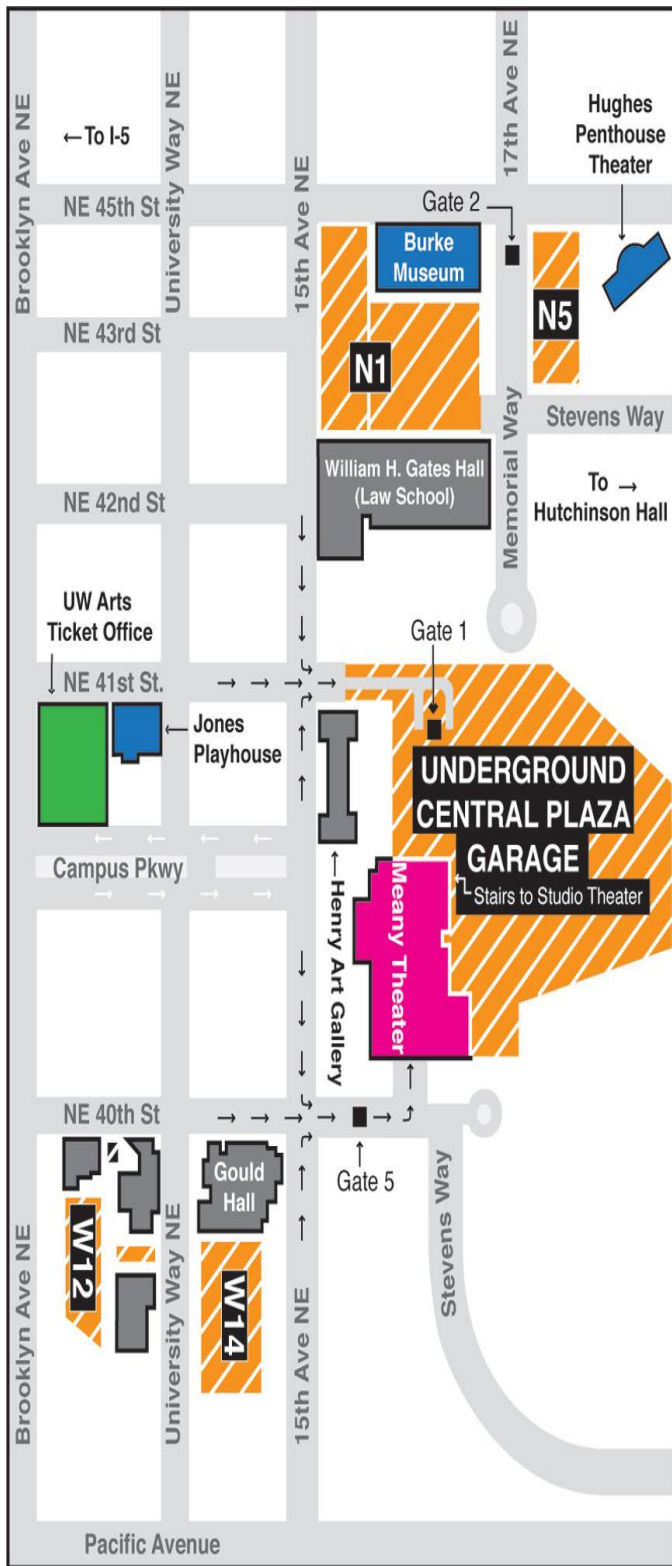 Brooklyn Ave NE
University Way NE
15th Ave NE
17th Ave NE
Hughes
Penthouse
Theater
←To I-5
NE 45th St
Gate 2
Burke
Museum
N5
NE 43rd St
N1
Stevens Way
Memorial Way
William H. Gates Hall
(Law School)
NE 42nd St
To →
Hutchinson Hall
UW Arts
Ticket Office
Gate 1
NE 41st St.
Jones
Playhouse
UNDERGROUND
CENTRAL PLAZA
GARAGE
Stairs to Studio Theater
Campus Pkwy
Henry Art Gallery
Meany Theater
NE 40th St
Gate 5
Gould
Hall
W12
W14
Stevens Way
Brooklyn Ave NE
University Way NE
15th Ave NE
Pacific Avenue